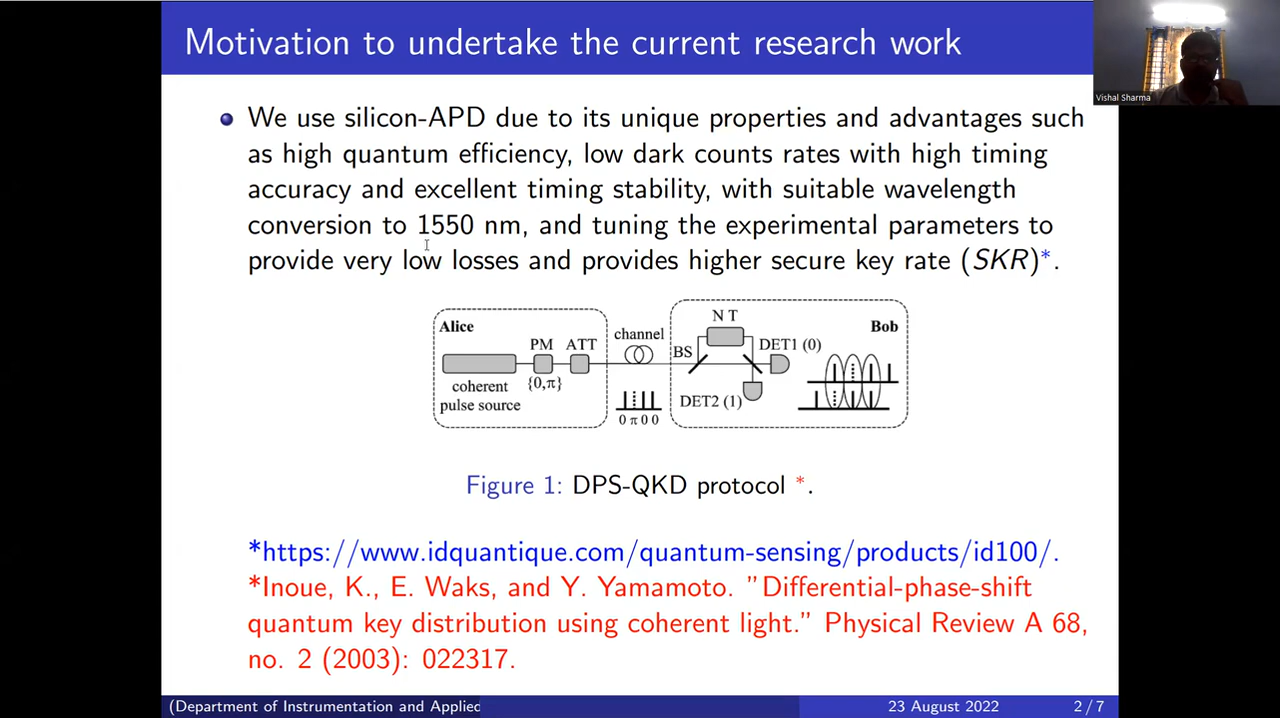 Motivation to undertake the current research work
Vishal Sharma
We use silicon-APD due to its unique properties and advantages such
as high quantum efficiency, low dark counts rates with high timing
accuracy and excellent timing stability, with suitable wavelength
conversion to 1550 nm, and tuning the experimental parameters to
provide very low losses and provides higher secure key rate (SKR)*.
Alice
PM ATT
{0,π}
coherent
pulse source
channel
0 π 0 0
N T
Bob
BS
DET1 (0)
DET2 (1)
Figure 1: DPS-QKD protocol *.
*https://www.idquantique.com/quantum-sensing/products/id100/.
*Inoue, K., E. Waks, and Y. Yamamoto. ”Differential-phase-shift
quantum key distribution using coherent light.” Physical Review A 68,
no. 2 (2003): 022317.
(Department of Instrumentation and Applied
23 August 2022
2 / 7